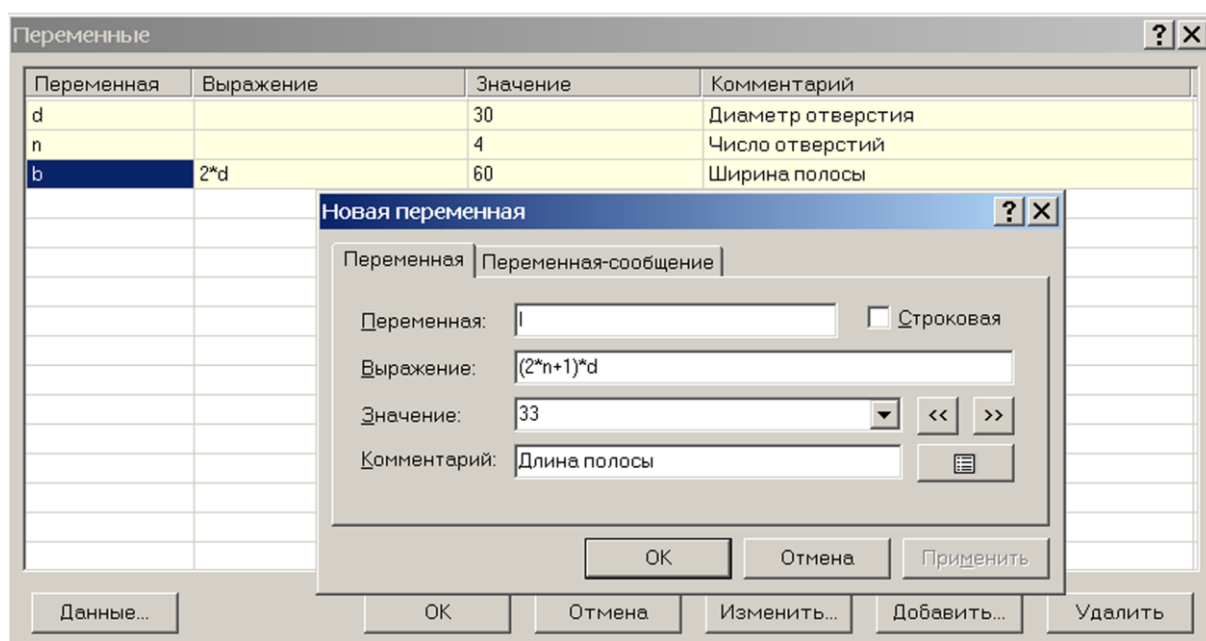 Переменные ? X
Переменная Выражение Значение Комментарий
d 30 Диаметр отверстия
n 4 Число отверстий
b 2*d 60 Ширина полосы
Новая переменная ? X
Переменная Переменная-сообщение
Переменная: l Строковая
Выражение: (2*n+1)*d
Значение: 33 << >>
Комментарий: Длина полосы
OK Отмена Применить
Данные... OK Отмена Изменить... Добавить... Удалить